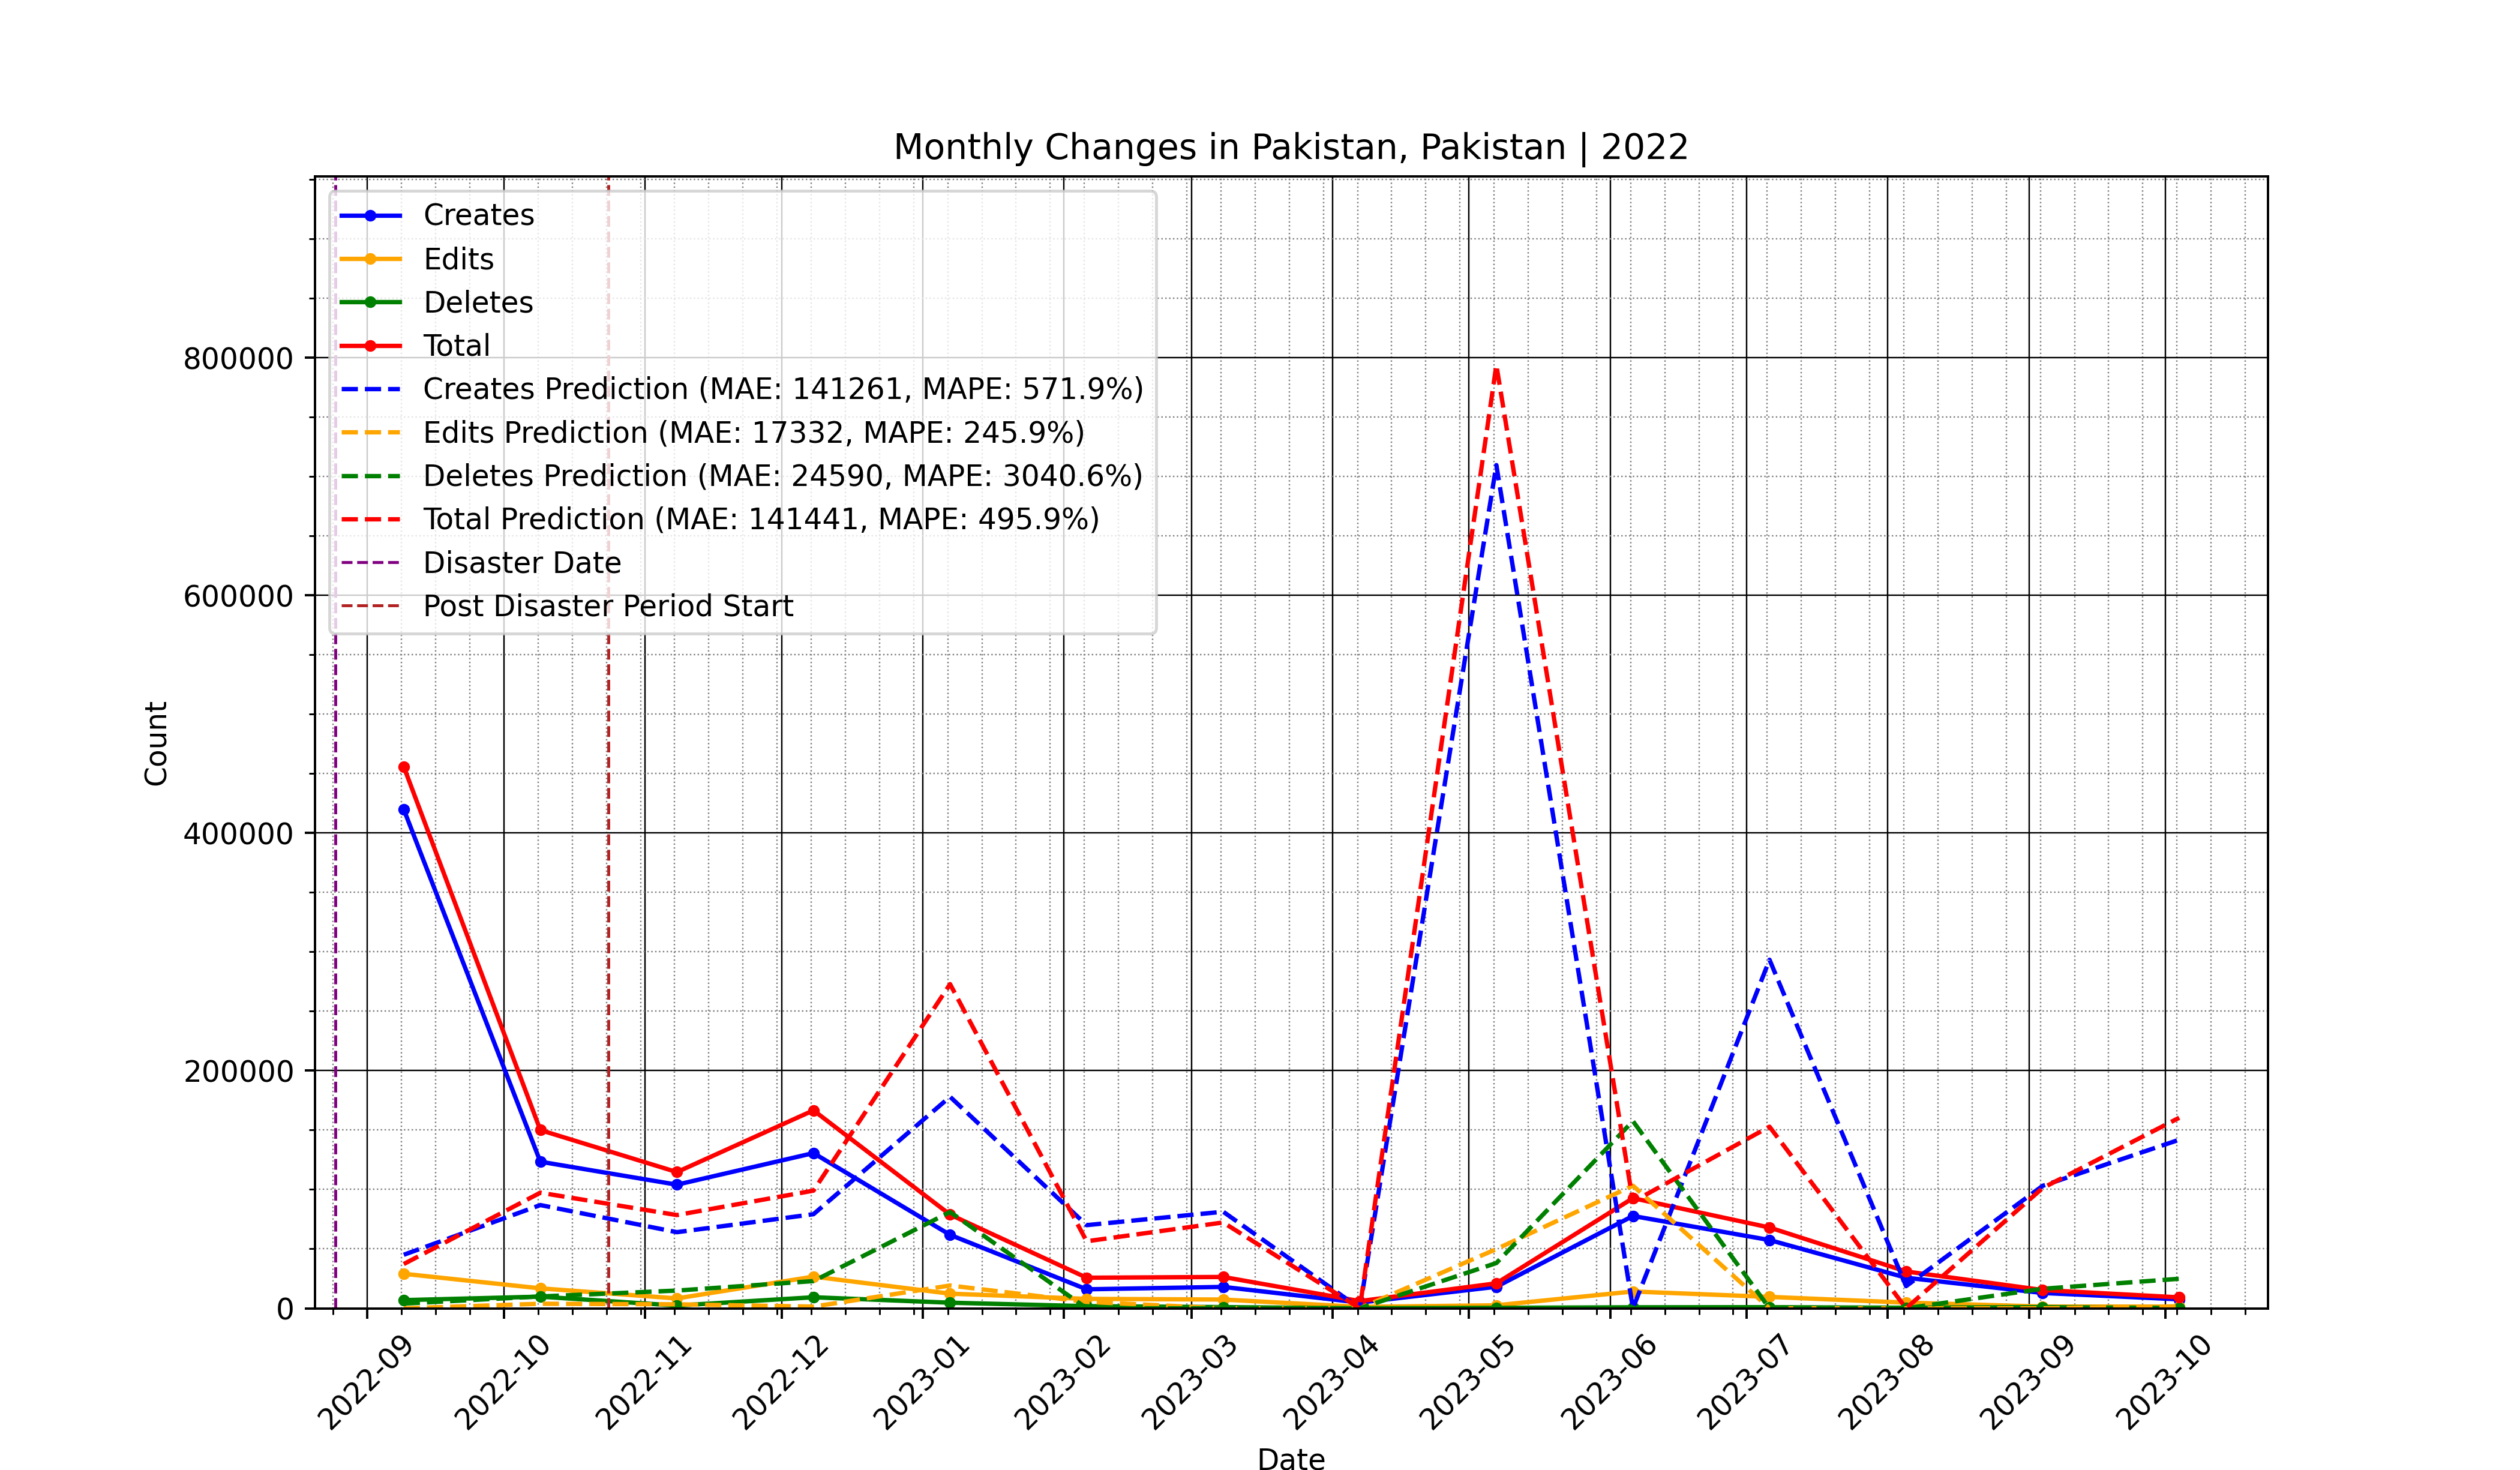 Monthly Changes in Pakistan, Pakistan | 2022
Creates
Edits
Deletes
Total
Creates Prediction (MAE: 141261, MAPE: 571.9%)
Edits Prediction (MAE: 17332, MAPE: 245.9%)
Deletes Prediction (MAE: 24590, MAPE: 3040.6%)
Total Prediction (MAE: 141441, MAPE: 495.9%)
Disaster Date
Post Disaster Period Start
Count
800000
600000
400000
200000
0
2022-09
2022-10
2022-11
2022-12
2023-01
2023-02
2023-03
2023-04
2023-05
2023-06
2023-07
2023-08
2023-09
2023-10
Date